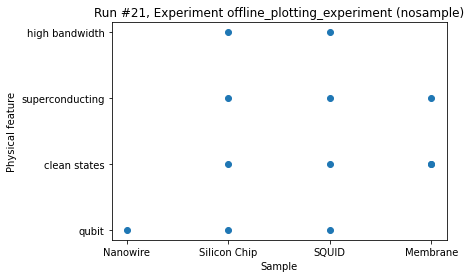 Run #21, Experiment offline_plotting_experiment (nosample)
high bandwidth
superconducting
clean states
qubit
Physical feature
Nanowire Silicon Chip SQUID Membrane
Sample